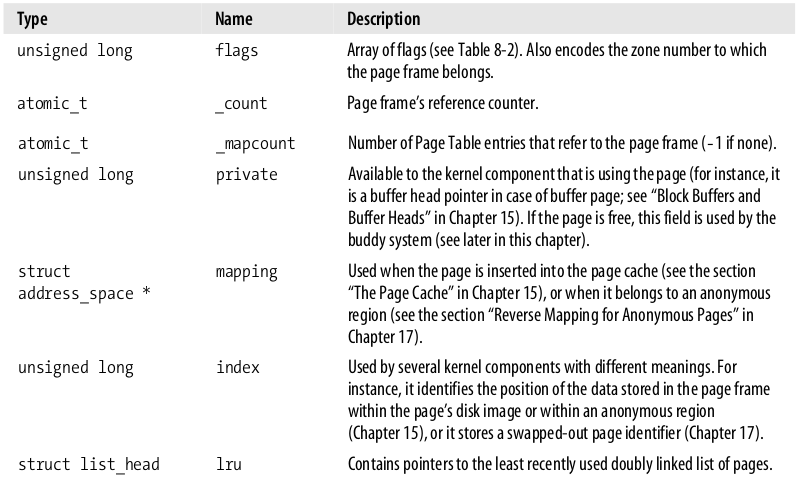 Type Name Description
unsigned long flags Array of flags (see Table 8-2). Also encodes the zone number to which
the page frame belongs.
atomic_t _count Page frame’s reference counter.
atomic_t _mapcount Number of Page Table entries that refer to the page frame (-1 if none).
unsigned long private Available to the kernel component that is using the page (for instance, it
is a buffer head pointer in case of buffer page; see “Block Buffers and
Buffer Heads” in Chapter 15). If the page is free, this field is used by the
buddy system (see later in this chapter).
struct mapping Used when the page is inserted into the page cache (see the section
address_space * “The Page Cache” in Chapter 15), or when it belongs to an anonymous
region (see the section “Reverse Mapping for Anonymous Pages” in
Chapter 17).
unsigned long index Used by several kernel components with different meanings. For
instance, it identifies the position of the data stored in the page frame
within the page’s disk image or within an anonymous region
(Chapter 15), or it stores a swapped-out page identifier (Chapter 17).
struct list_head lru Contains pointers to the least recently used doubly linked list of pages.